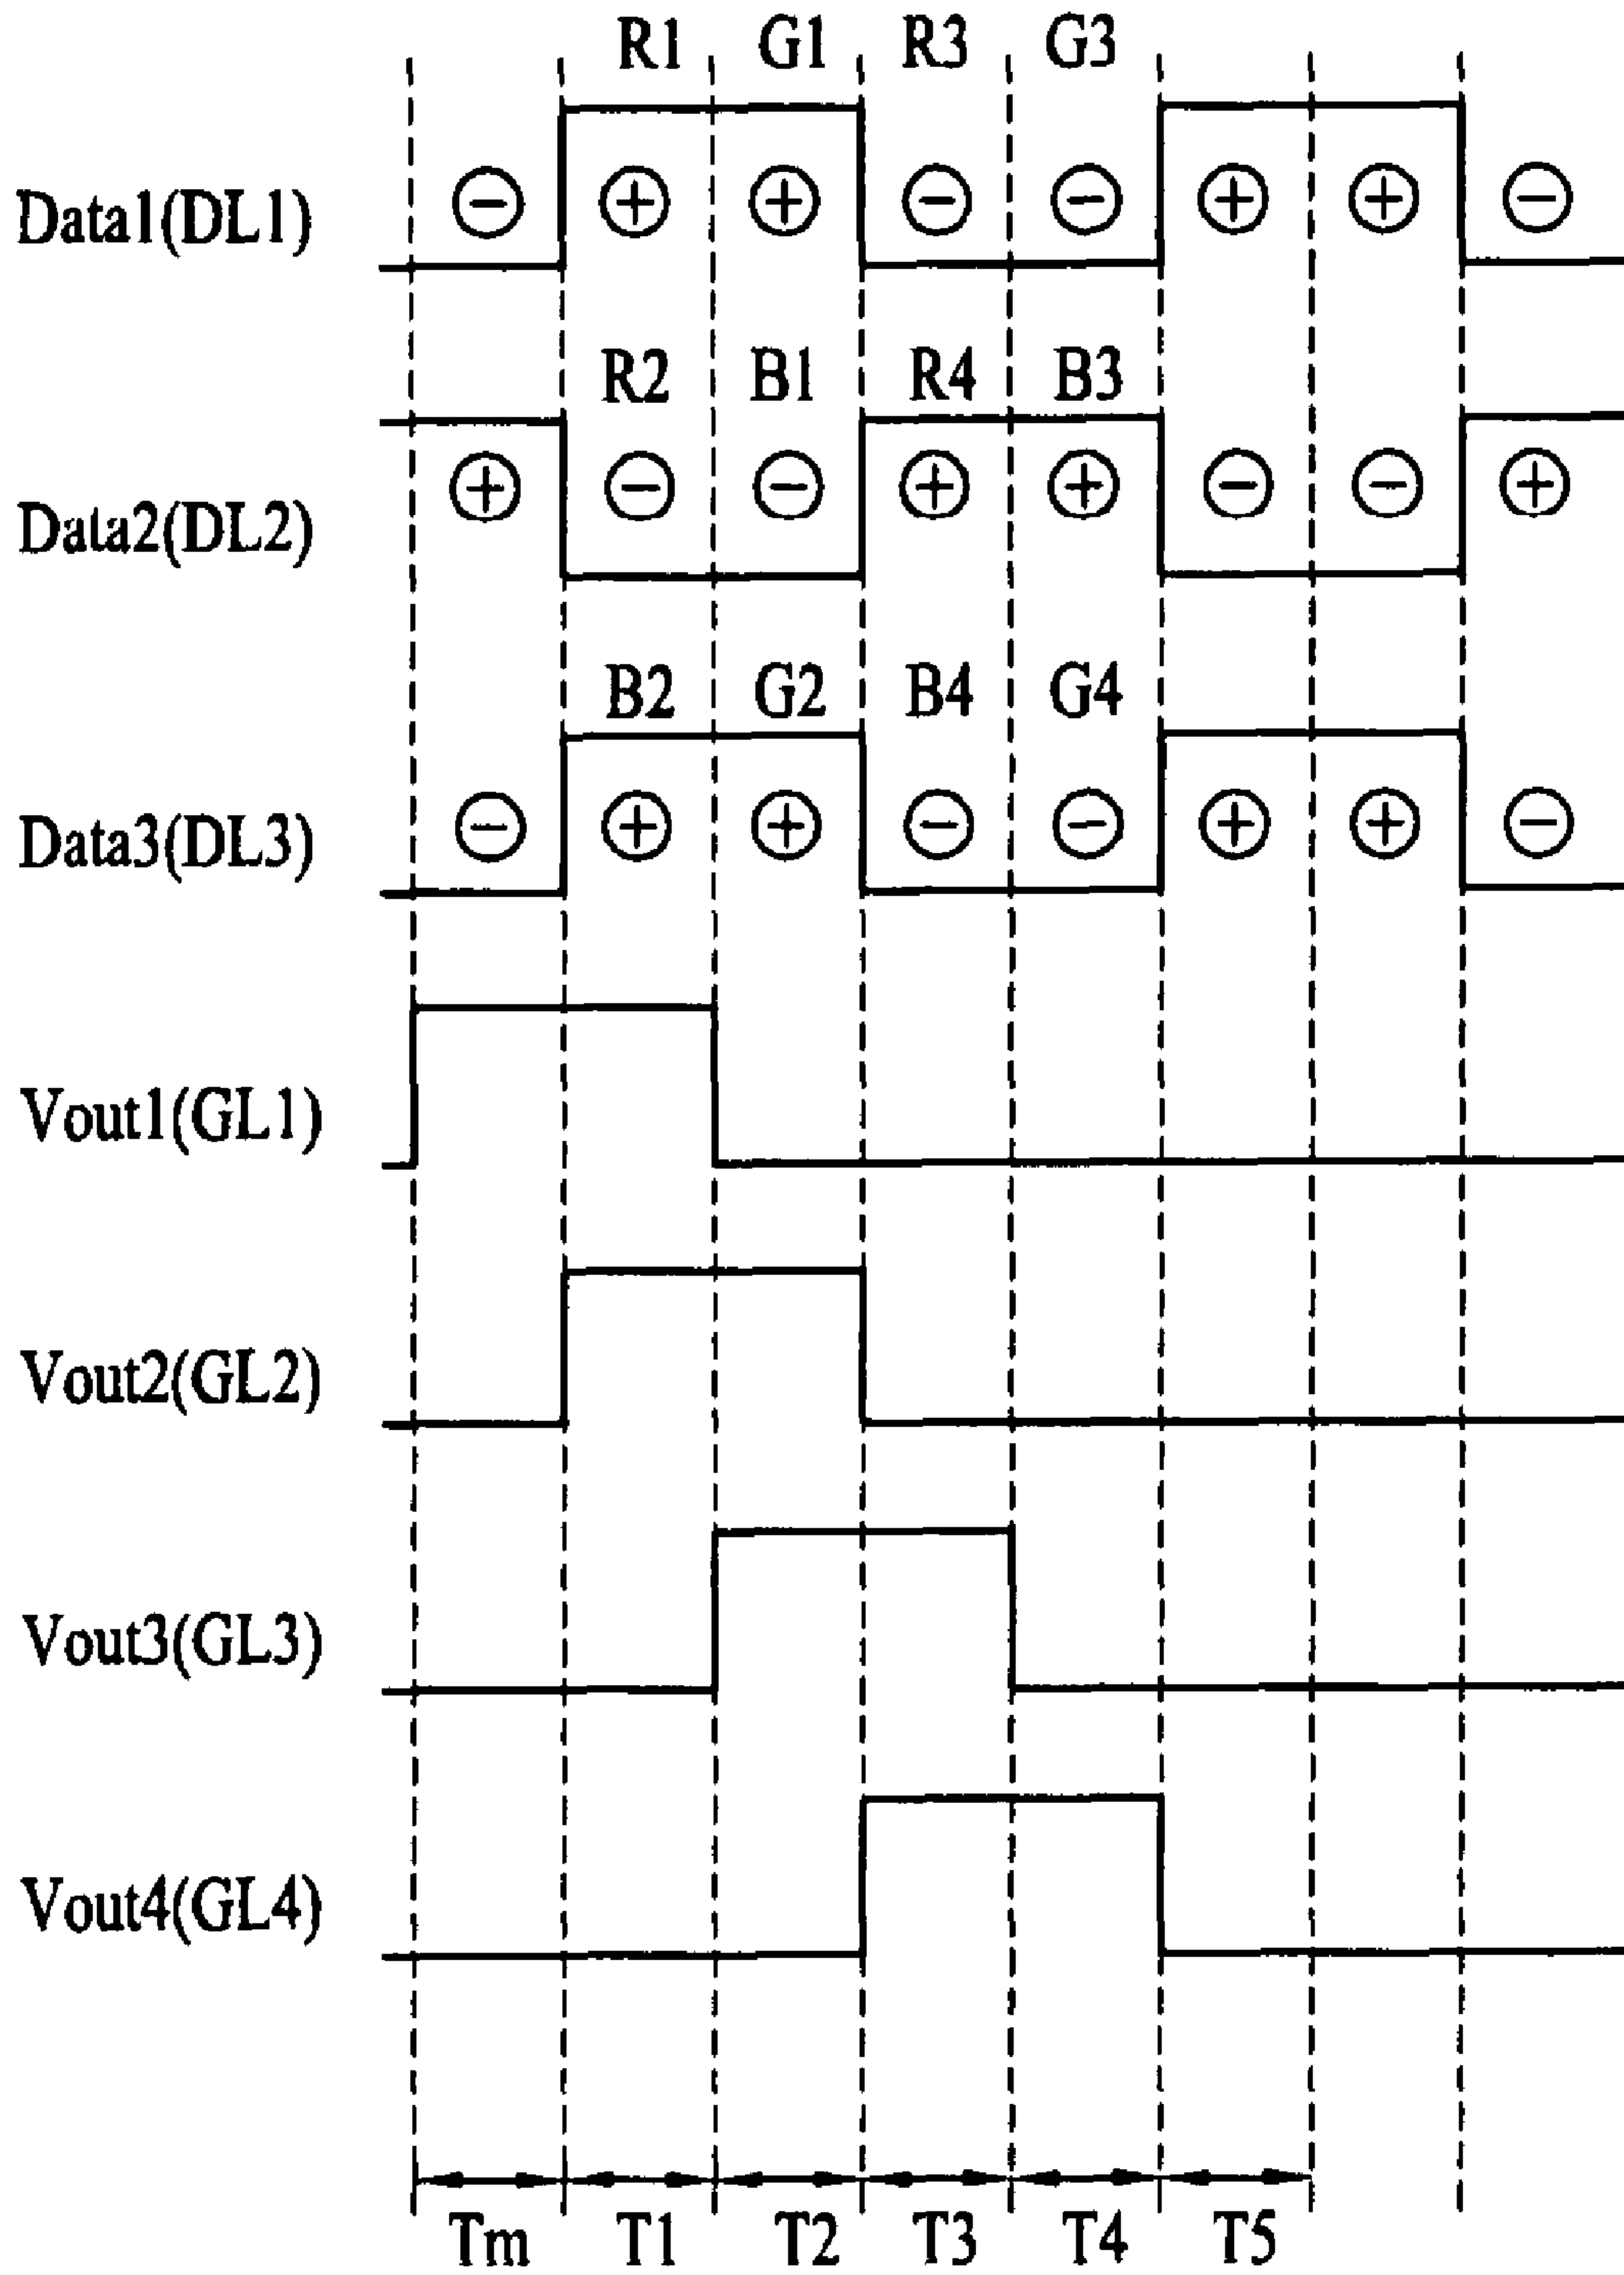 R1 G1 R3 G3
Data1(DL1) ⊖ ⊕ ⊕ ⊖ ⊖ ⊕ ⊕ ⊖
R2 B1 R4 B3
Data2(DL2) ⊕ ⊖ ⊖ ⊕ ⊕ ⊖ ⊖ ⊕
B2 G2 B4 G4
Data3(DL3) ⊖ ⊕ ⊕ ⊖ ⊖ ⊕ ⊕ ⊖
Vout1(GL1)
Vout2(GL2)
Vout3(GL3)
Vout4(GL4)
Tm T1 T2 T3 T4 T5